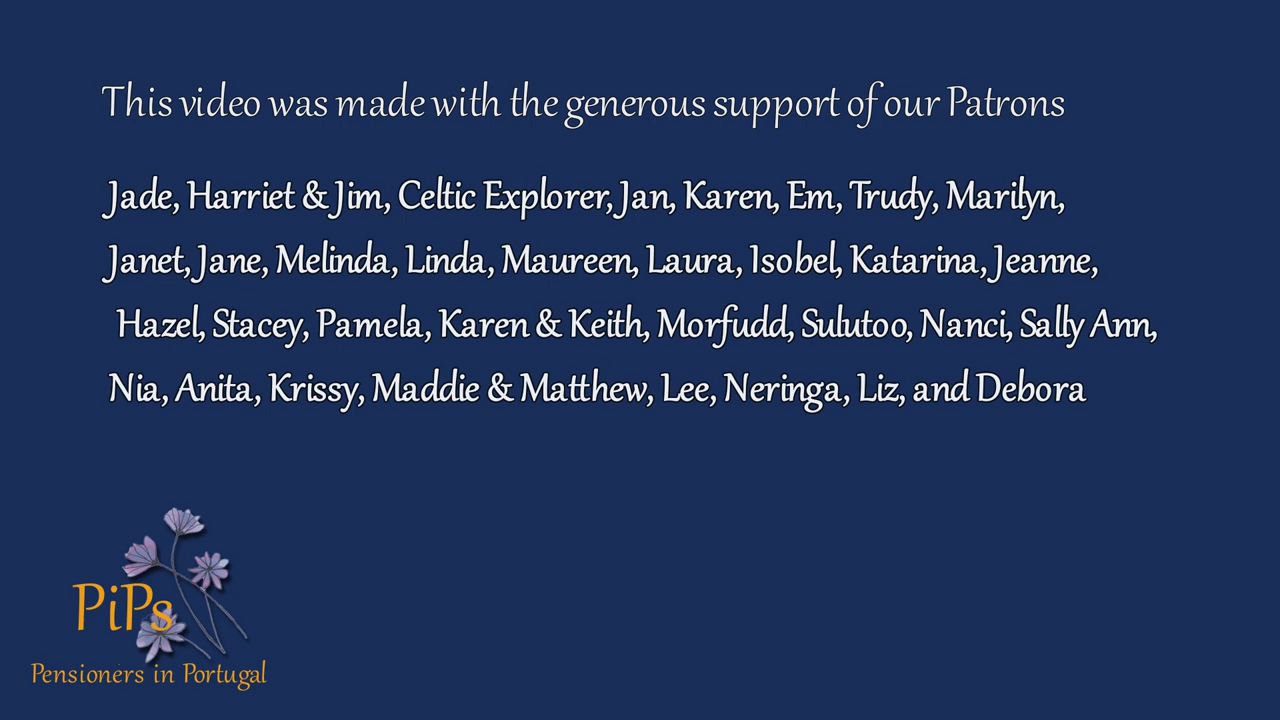 This video was made with the generous support of our Patrons
Jade, Harriet & Jim, Celtic Explorer, Jan, Karen, Em, Trudy, Marilyn,
Janet, Jane, Melinda, Linda, Maureen, Laura, Isobel, Katarina, Jeanne,
Hazel, Stacey, Pamela, Karen & Keith, Morfudd, Sulutoo, Nanci, Sally Ann,
Nia, Anita, Krissy, Maddie & Matthew, Lee, Neringa, Liz, and Debora
PiPs
Pensioners in Portugal